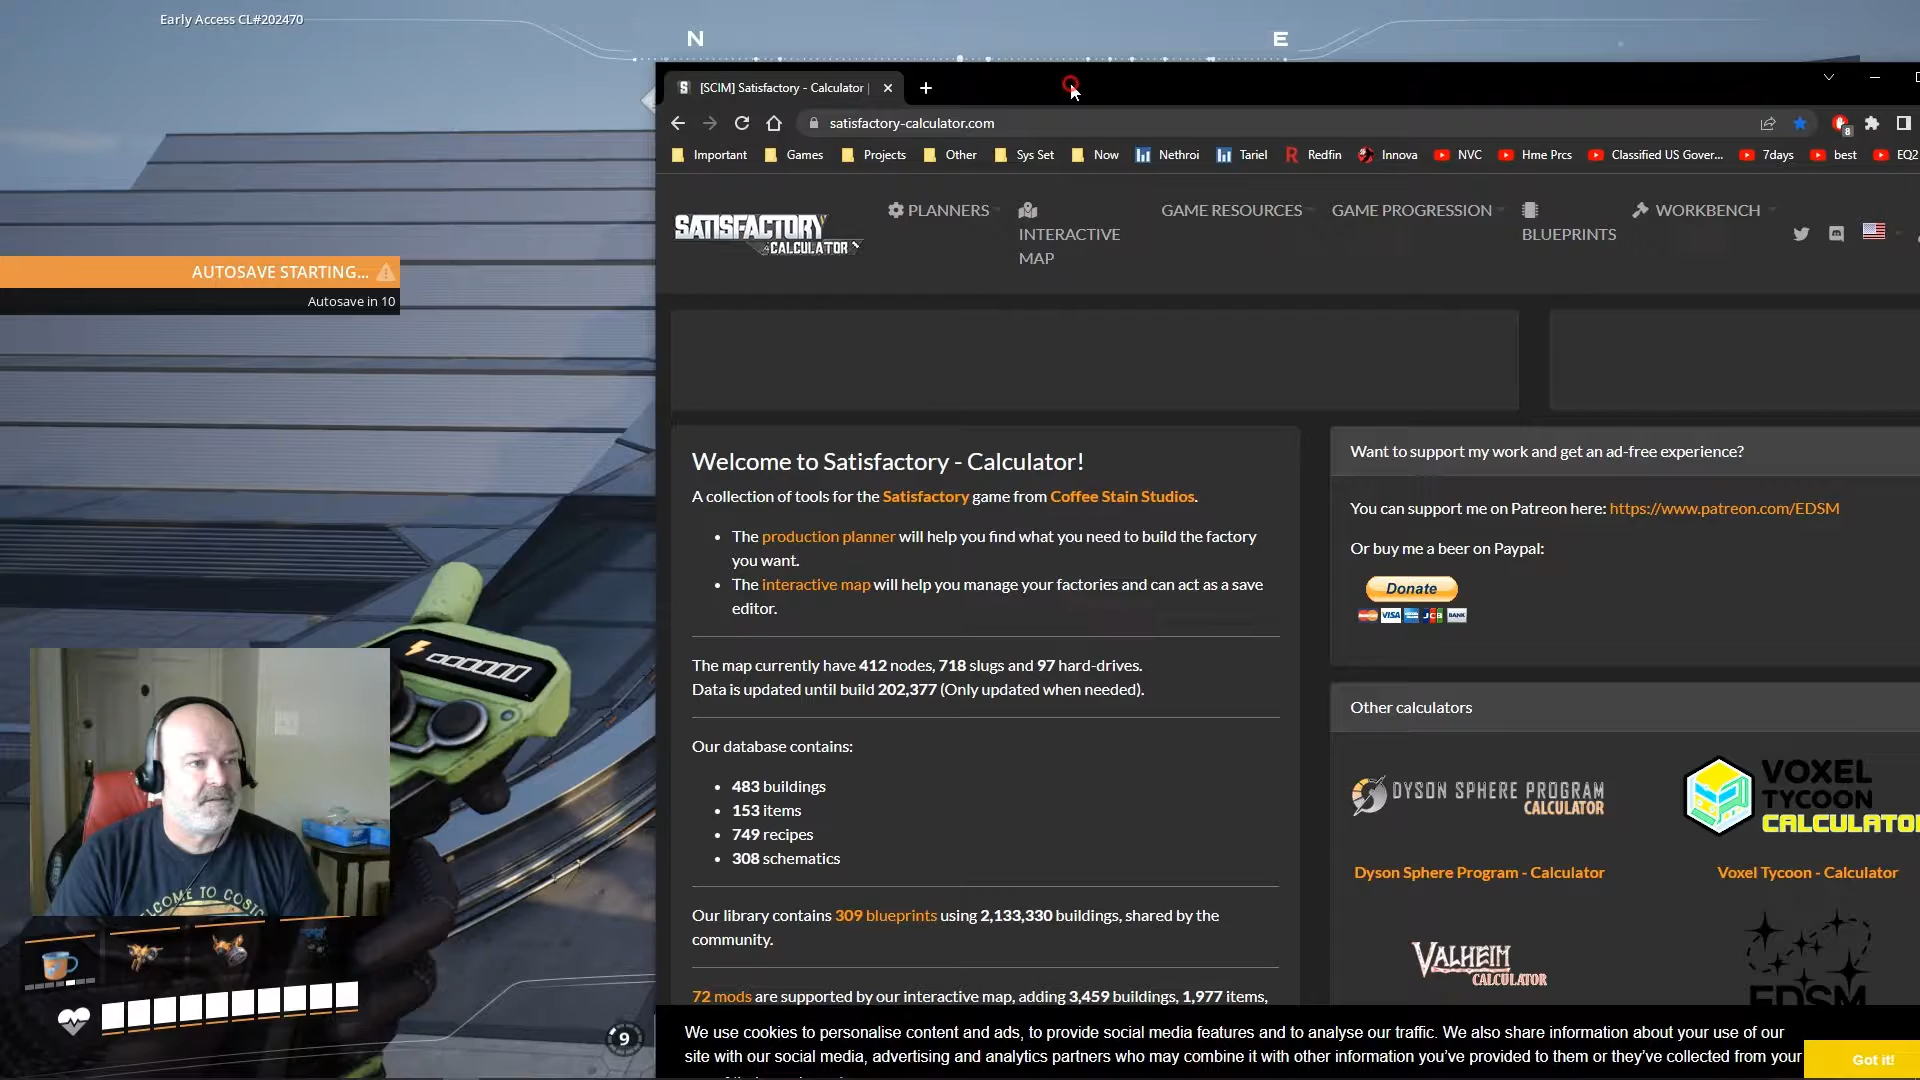 Early Access CL#202470
N
E
[SCIM] Satisfactory - Calculator |
satisfactory-calculator.com
8
Important Games Projects Other Sys Set Now Nethroi Tariel Redfin Innova NVC Hme Prcs Classified US Gover... 7days best EQ2
SATISFACTORY
CALCULATOR
PLANNERS
INTERACTIVE
MAP
GAME RESOURCES
GAME PROGRESSION
BLUEPRINTS
WORKBENCH
AUTOSAVE STARTING...
Autosave in 10
Welcome to Satisfactory - Calculator!
A collection of tools for the Satisfactory game from Coffee Stain Studios.
The production planner will help you find what you need to build the factory
you want.
The interactive map will help you manage your factories and can act as a save
editor.
The map currently have 412 nodes, 718 slugs and 97 hard-drives.
Data is updated until build 202,377 (Only updated when needed).
Our database contains:
483 buildings
153 items
749 recipes
308 schematics
Our library contains 309 blueprints using 2,133,330 buildings, shared by the
community.
72 mods are supported by our interactive map, adding 3,459 buildings, 1,977 items,
Want to support my work and get an ad-free experience?
You can support me on Patreon here: https://www.patreon.com/EDSM
Or buy me a beer on Paypal:
Donate
VISA
JCB
BANK
Other calculators
DYSON SPHERE PROGRAM
CALCULATOR
Dyson Sphere Program - Calculator
VOXEL
TYCOON
CALCULATO
Voxel Tycoon - Calculator
VALHEIM
CALCULATOR
EDSM
WELCOME TO
9
We use cookies to personalise content and ads, to provide social media features and to analyse our traffic. We also share information about your use of our
site with our social media, advertising and analytics partners who may combine it with other information you've provided to them or they've collected from your
Got it!